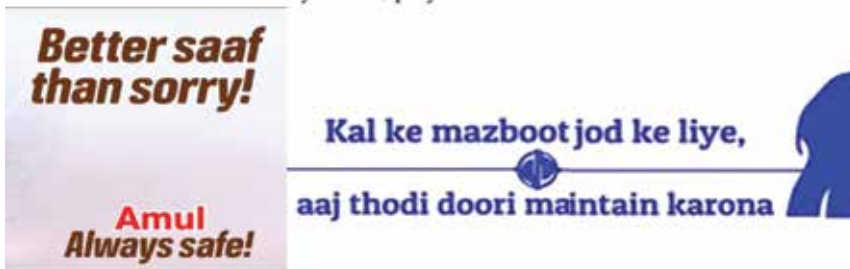 Better saaf
than sorry!
Amul
Always safe!
Kal ke mazboot jod ke liye,
aaj thodi doori maintain karona